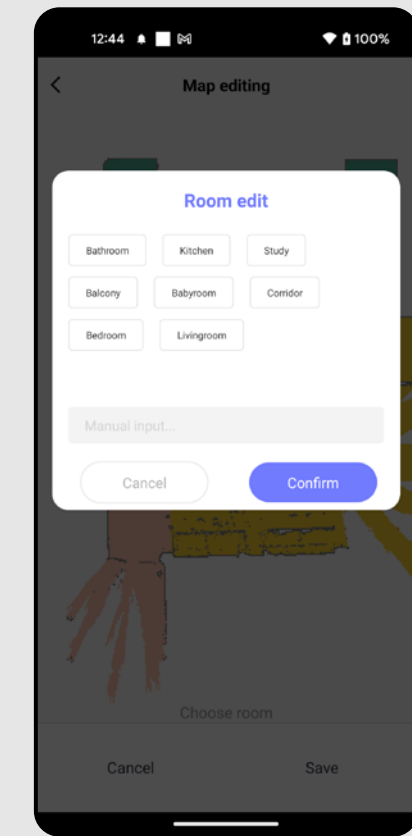 12:44 100%
Map editing
Room edit
Bathroom Kitchen Study
Balcony Babyroom Corridor
Bedroom Livingroom
Manual input...
Cancel Confirm
Choose room
Cancel Save